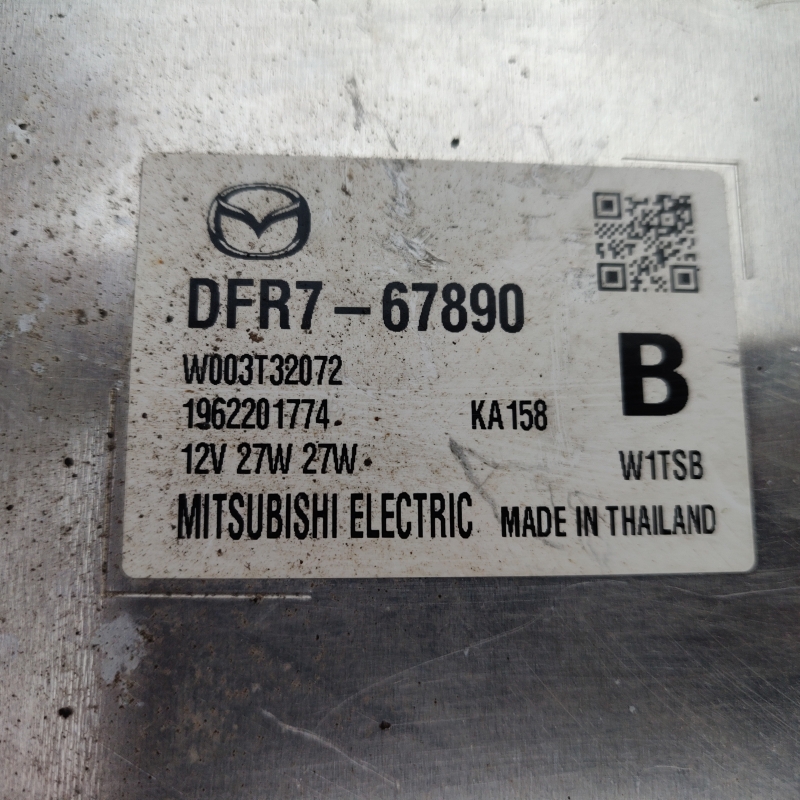 DFR7-67890
W003T32072
B
1962201774.
KA158
12V 27W 27W.
W1TSB
MITSUBISHI ELECTRIC
MADE IN THAILAND